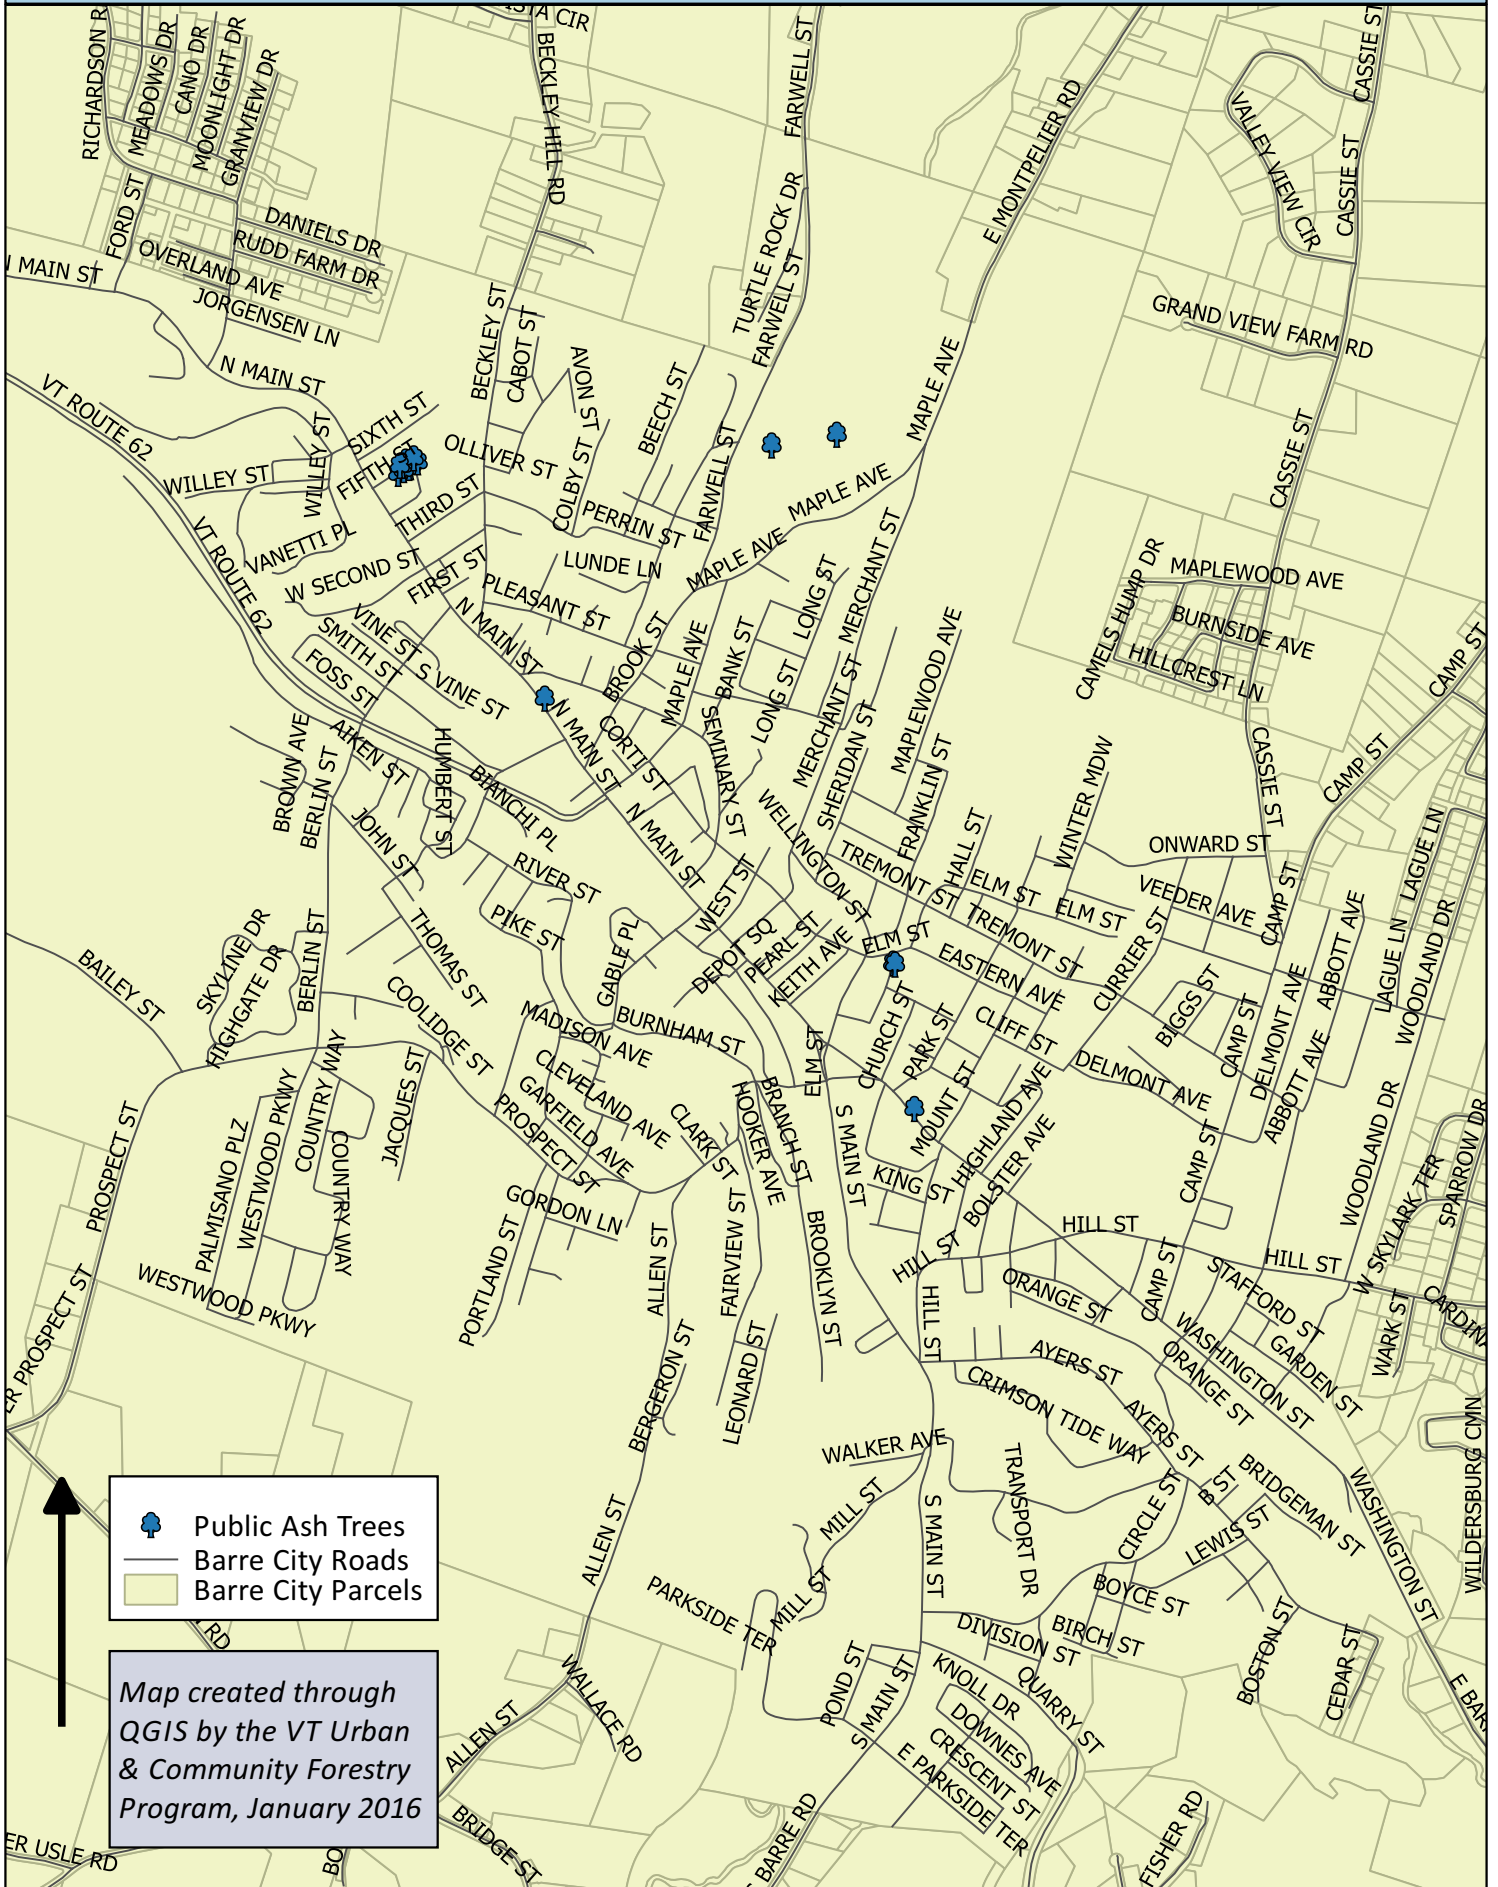 BECKLEY HILL RD
FARWELL ST
CASSIE ST
MEADOWS DR
CANO DR
MOONLIGHT DR
GRANVIEW DR
E MONTPELIER RD
VALLEY VIEW CIR
CASSIE ST
FORD ST
DANIELS DR
RUDD FARM DR
OVERLAND AVE
JORGENSEN LN
N MAIN ST
TURTLE ROCK DR
FARWELL ST
GRAND VIEW FARM RD
BECKLEY ST
CABOT ST
AVON ST
BEECH ST
MAPLE AVE
N MAIN ST
VT ROUTE 62
SIXTH ST
FIFTH ST
WILLEY ST
WILLEY ST
OLLIVER ST
COLBY ST
FARWELL ST
MAPLE AVE
CASSIE ST
THIRD ST
PERRIN ST
VANETTI PL
VT ROUTE 62
W SECOND ST
FIRST ST
LUNDE LN
MAPLE AVE
MERCHANT ST
LONG ST
PLEASANT ST
CAMELS HUMP DR
MAPLEWOOD AVE
BURNSIDE AVE
HILLCREST LN
CAMP ST
VINE ST
S VINE ST
SMITH ST
FOSS ST
N MAIN ST
BROOK ST
MAPLE AVE
BANK ST
LONG ST
MERCHANT ST
MAPLEWOOD AVE
BROWN AVE
BERLIN ST
AIKEN ST
HUMBERT ST
BIANCHI PL
N MAIN ST
CORTI ST
SEMINARY ST
SHERIDAN ST
FRANKLIN ST
WINTER MDW
CASSIE ST
CAMP ST
JOHN ST
RIVER ST
N MAIN ST
WEST ST
WELLINGTON ST
TREMONT ST
HALL ST
ELM ST
ELM ST
ONWARD ST
VEEDER AVE
CAMP ST
LAGUE LN
SKYLINE DR
HIGHGATE DR
BERLIN ST
BAILEY ST
THOMAS ST
PIKE ST
GABLE PL
DEPOT SQ
PEARL ST
KEITH AVE
ELM ST
TREMONT ST
EASTERN AVE
CURRIER ST
BIGGS ST
ABBOTT AVE
LAGUE LN
WOODLAND DR
COOLIDGE ST
MADISON AVE
BURNHAM ST
CHURCH ST
PARK ST
CLIFF ST
CAMP ST
DELMONT AVE
ABBOTT AVE
ELM ST
PROSPECT ST
PALMISANO PLZ
WESTWOOD PKWY
COUNTRY WAY
COUNTRY WAY
JACQUES ST
CLEVELAND AVE
GARFIELD AVE
PROSPECT ST
CLARK ST
HOOKER AVE
BRANCH ST
S MAIN ST
MOUNT ST
HIGHLAND AVE
BOLSTER AVE
DELMONT AVE
CAMP ST
WOODLAND DR
W SKYLARK TER
SPARROW DR
KING ST
GORDON LN
PORTLAND ST
ALLEN ST
FAIRVIEW ST
BROOKLYN ST
HILL ST
HILL ST
HILL ST
HILL ST
WESTWOOD PKWY
ORANGE ST
CAMP ST
STAFFORD ST
WARK ST
BERGERON ST
LEONARD ST
AYERS ST
ORANGE ST
WASHINGTON ST
GARDEN ST
CRIMSON TIDE WAY
AYERS ST
WALKER AVE
TRANSPORT DR
B ST
BRIDGEMAN ST
WILDERSBURG CMN
ALLEN ST
MILL ST
S MAIN ST
CIRCLE ST
LEWIS ST
WASHINGTON ST
PARKSIDE TER
MILL ST
BOYCE ST
DIVISION ST
BIRCH ST
BOSTON ST
CEDAR ST
WALLACE RD
POND ST
S MAIN ST
KNOLL DR
QUARRY ST
ALLEN ST
DOWNES AVE
CRESCENT ST
E PARKSIDE TER
BRIDGE ST
BARRE RD
FISHER RD
ER USLE RD
Public Ash Trees
Barre City Roads
Barre City Parcels
Map created through
QGIS by the VT Urban
& Community Forestry
Program, January 2016